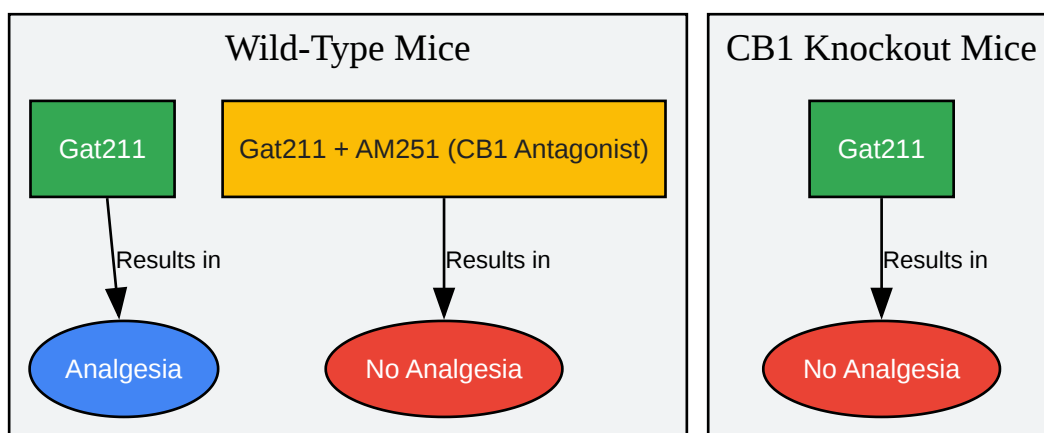 Wild-Type Mice
Gat211
Gat211 + AM251 (CB1 Antagonist)
Results in
Results in
Analgesia
No Analgesia
CB1 Knockout Mice
Gat211
Results in
No Analgesia